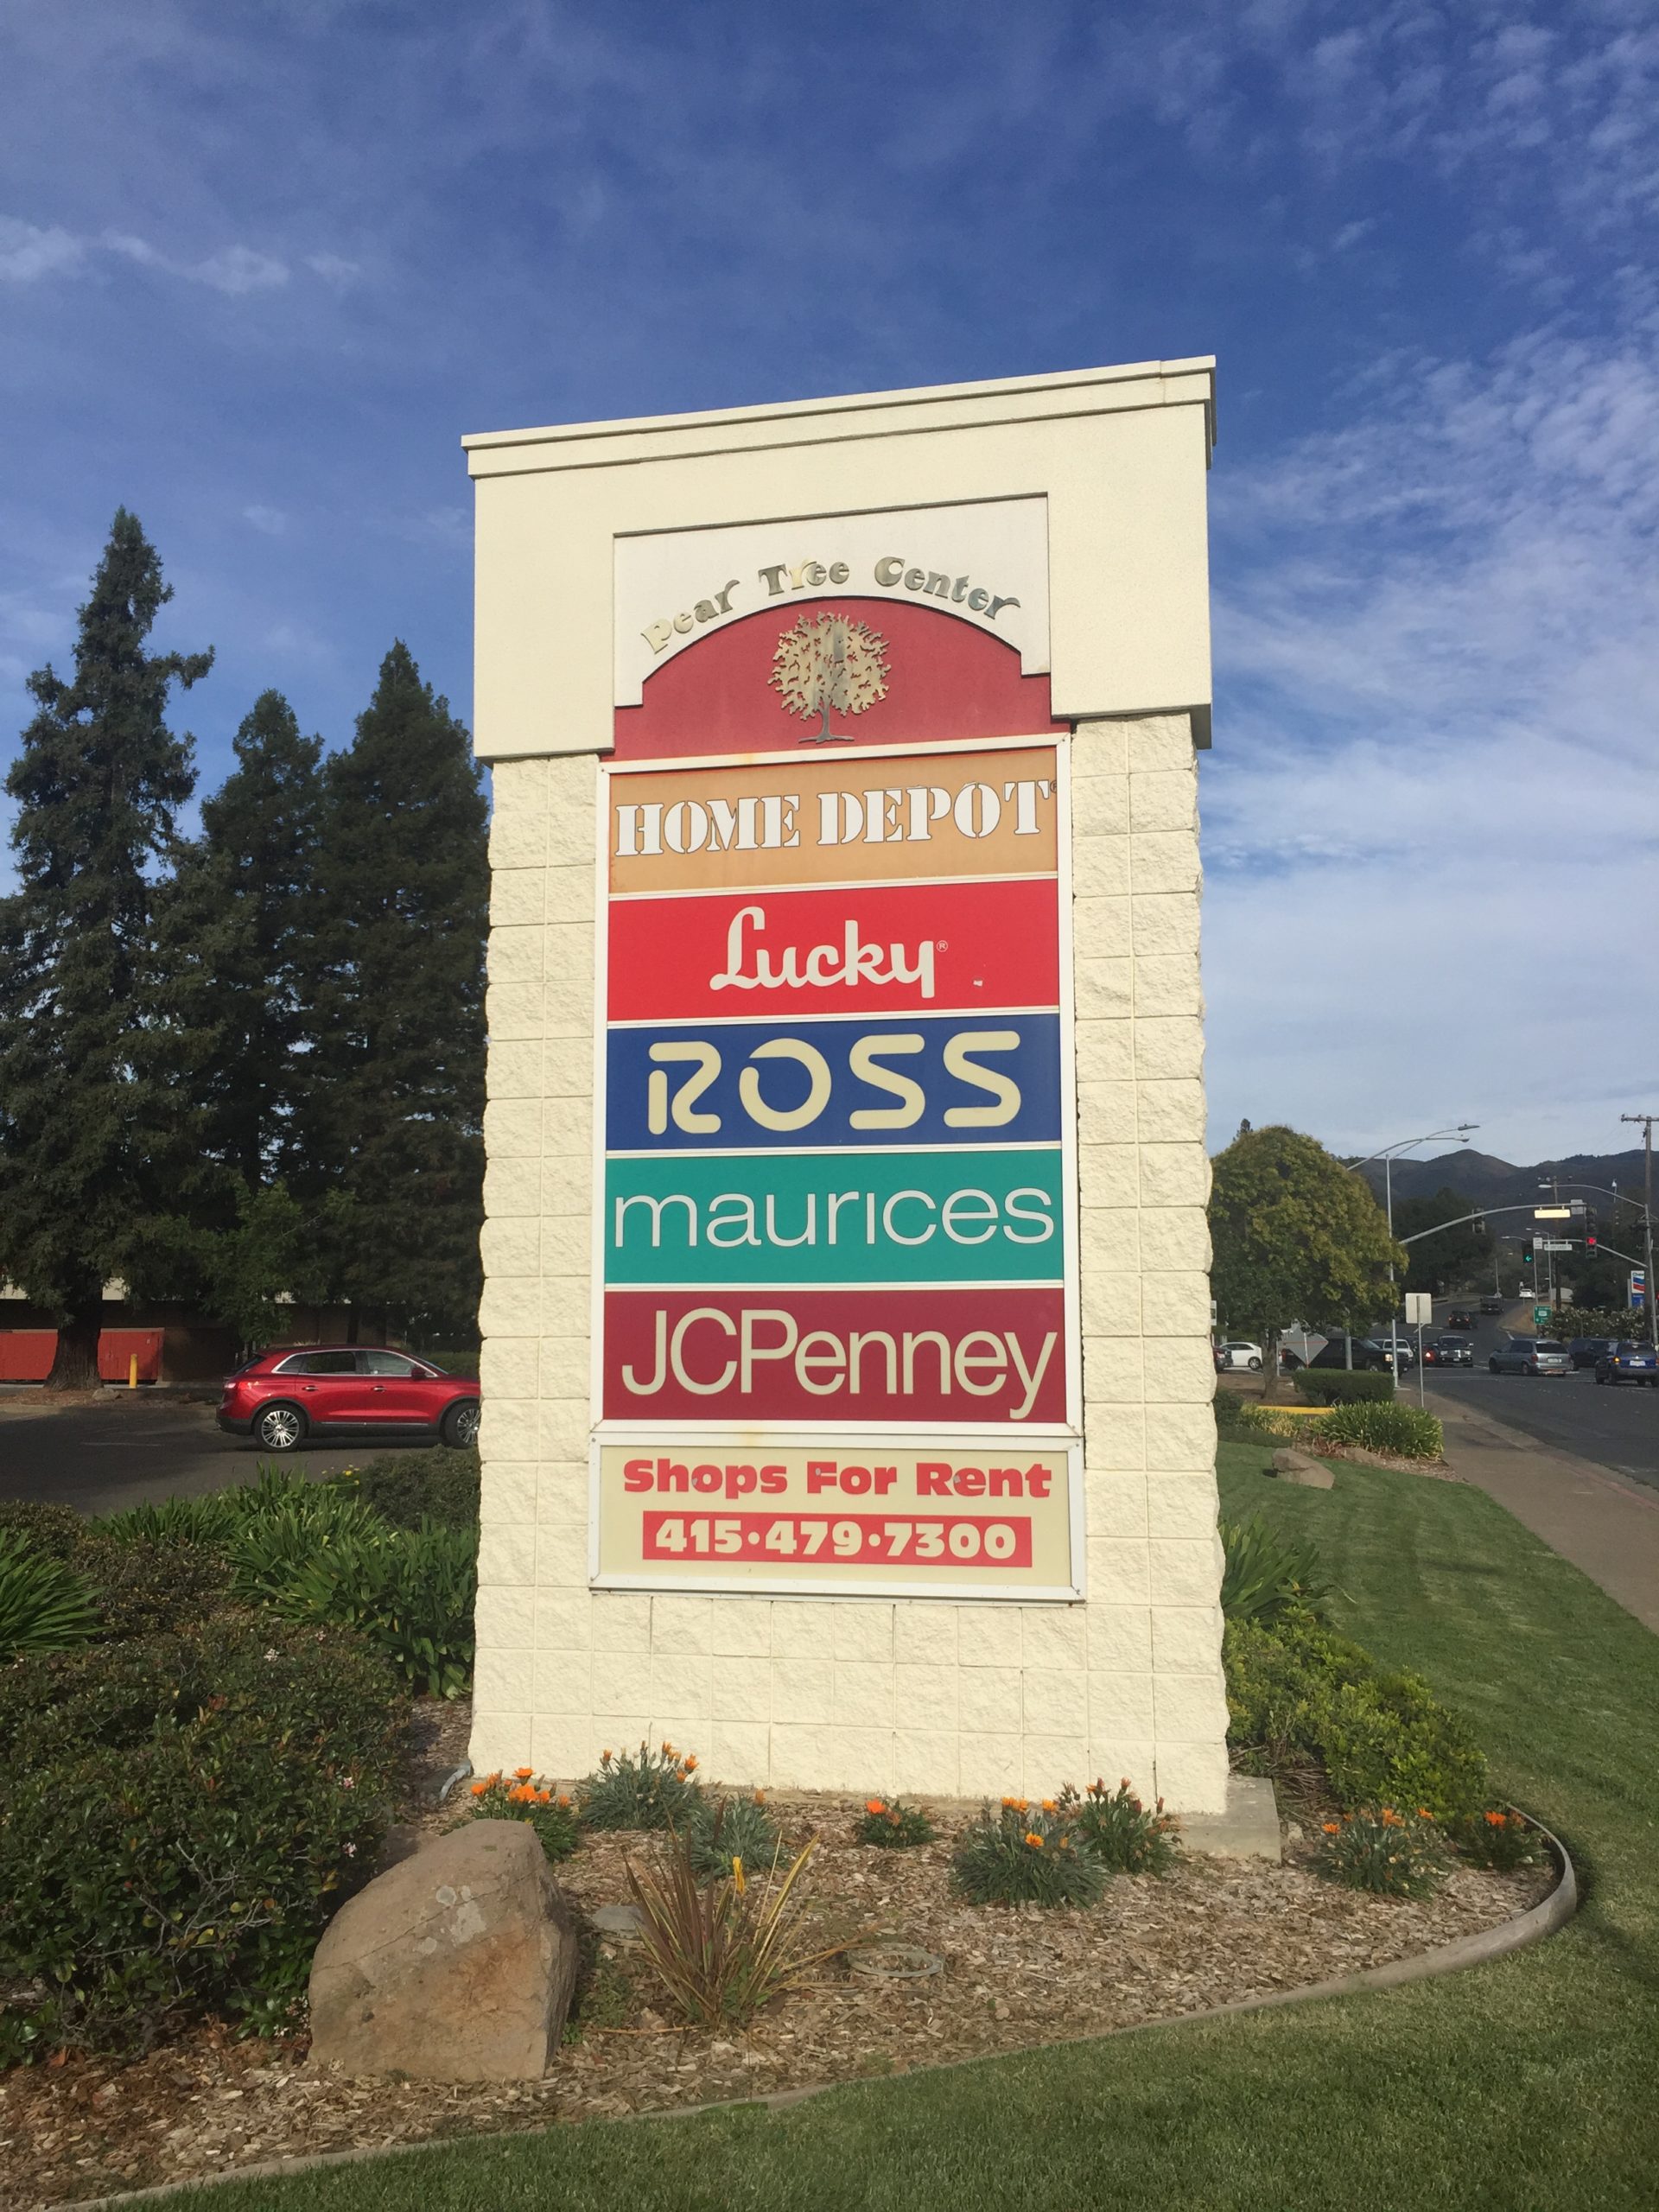 Pear Tree Center
HOME DEPOT®
Lucky®
ROSS
maurices
JCPenney
Shops For Rent
415•479•7300